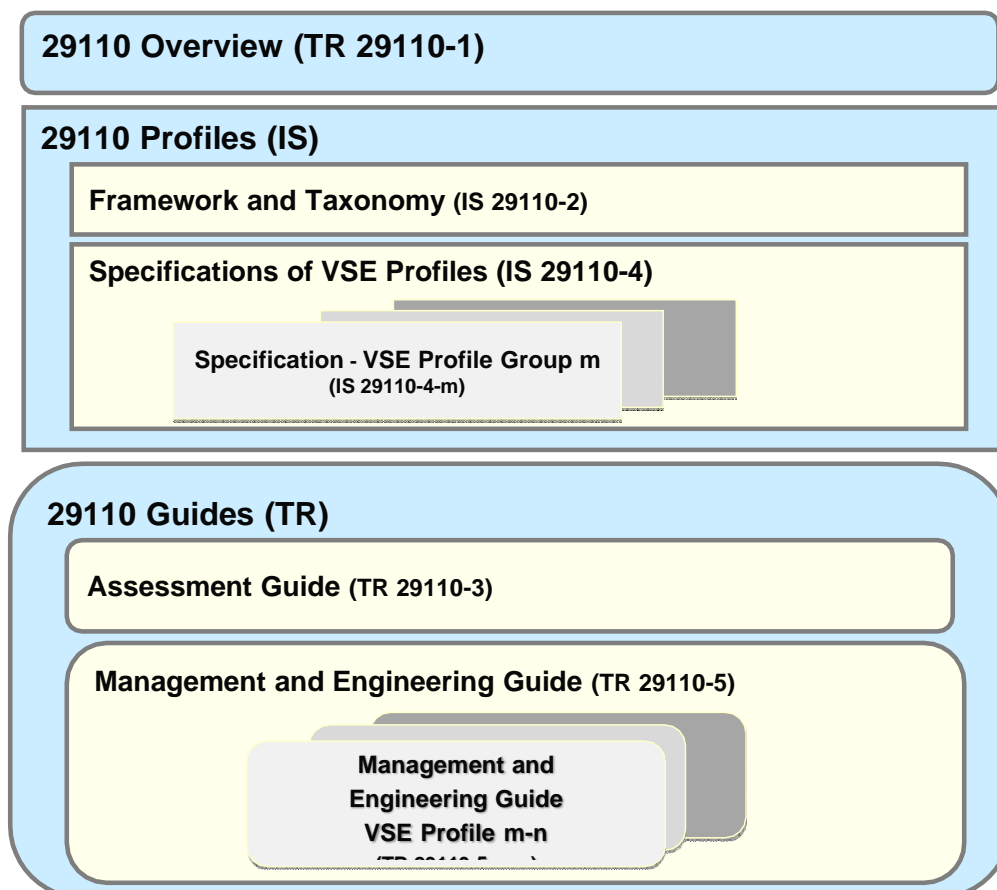 29110 Overview (TR 29110-1)
29110 Profiles (IS)
Framework and Taxonomy (IS 29110-2)
Specifications of VSE Profiles (IS 29110-4)
Specification - VSE Profile Group m
(IS 29110-4-m)
29110 Guides (TR)
Assessment Guide (TR 29110-3)
Management and Engineering Guide (TR 29110-5)
Management and
Engineering Guide
VSE Profile m-n